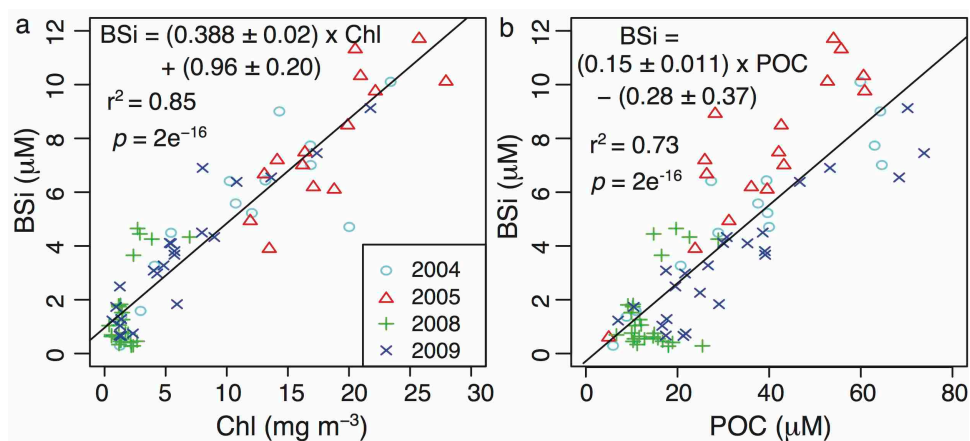 a
BSi = (0.388 ± 0.02) x Chl
+ (0.96 ± 0.20)
r² = 0.85
p = 2e⁻¹⁶
BSi (µM)
0 2 4 6 8 10 12
2004
2005
2008
2009
0 5 10 15 20 25 30
Chl (mg m⁻³)
b
BSi =
(0.15 ± 0.011) x POC
− (0.28 ± 0.37)
r² = 0.73
p = 2e⁻¹⁶
BSi (µM)
0 2 4 6 8 10 12
0 20 40 60 80
POC (µM)